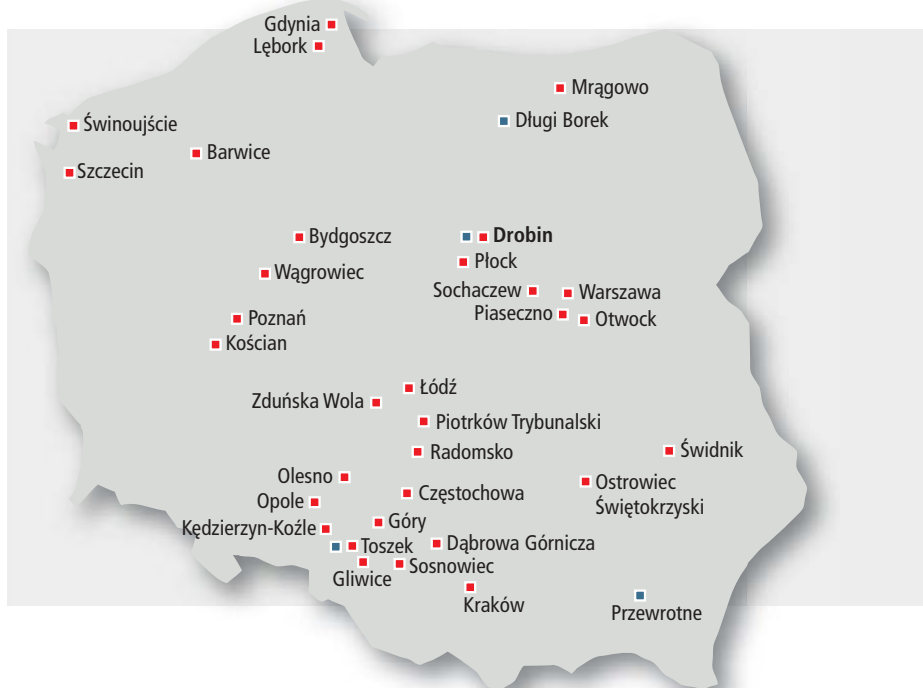 Gdynia
Lębork
Mrągowo
Długi Borek
Świnoujście
Barwice
Szczecin
Bydgoszcz
Drobin
Płock
Wągrowiec
Sochaczew
Warszawa
Piaseczno
Otwock
Poznań
Kościan
Łódź
Zduńska Wola
Piotrków Trybunalski
Radomsko
Świdnik
Olesno
Częstochowa
Ostrowiec
Świętokrzyski
Opole
Góry
Kędzierzyn-Koźle
Toszek
Dąbrowa Górnicza
Gliwice
Sosnowiec
Kraków
Przewrotne